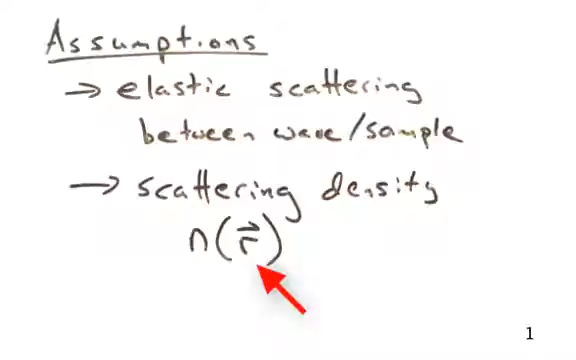 Assumptions
→ elastic scattering
between wave/sample
→ scattering density
n(r⃗)
1